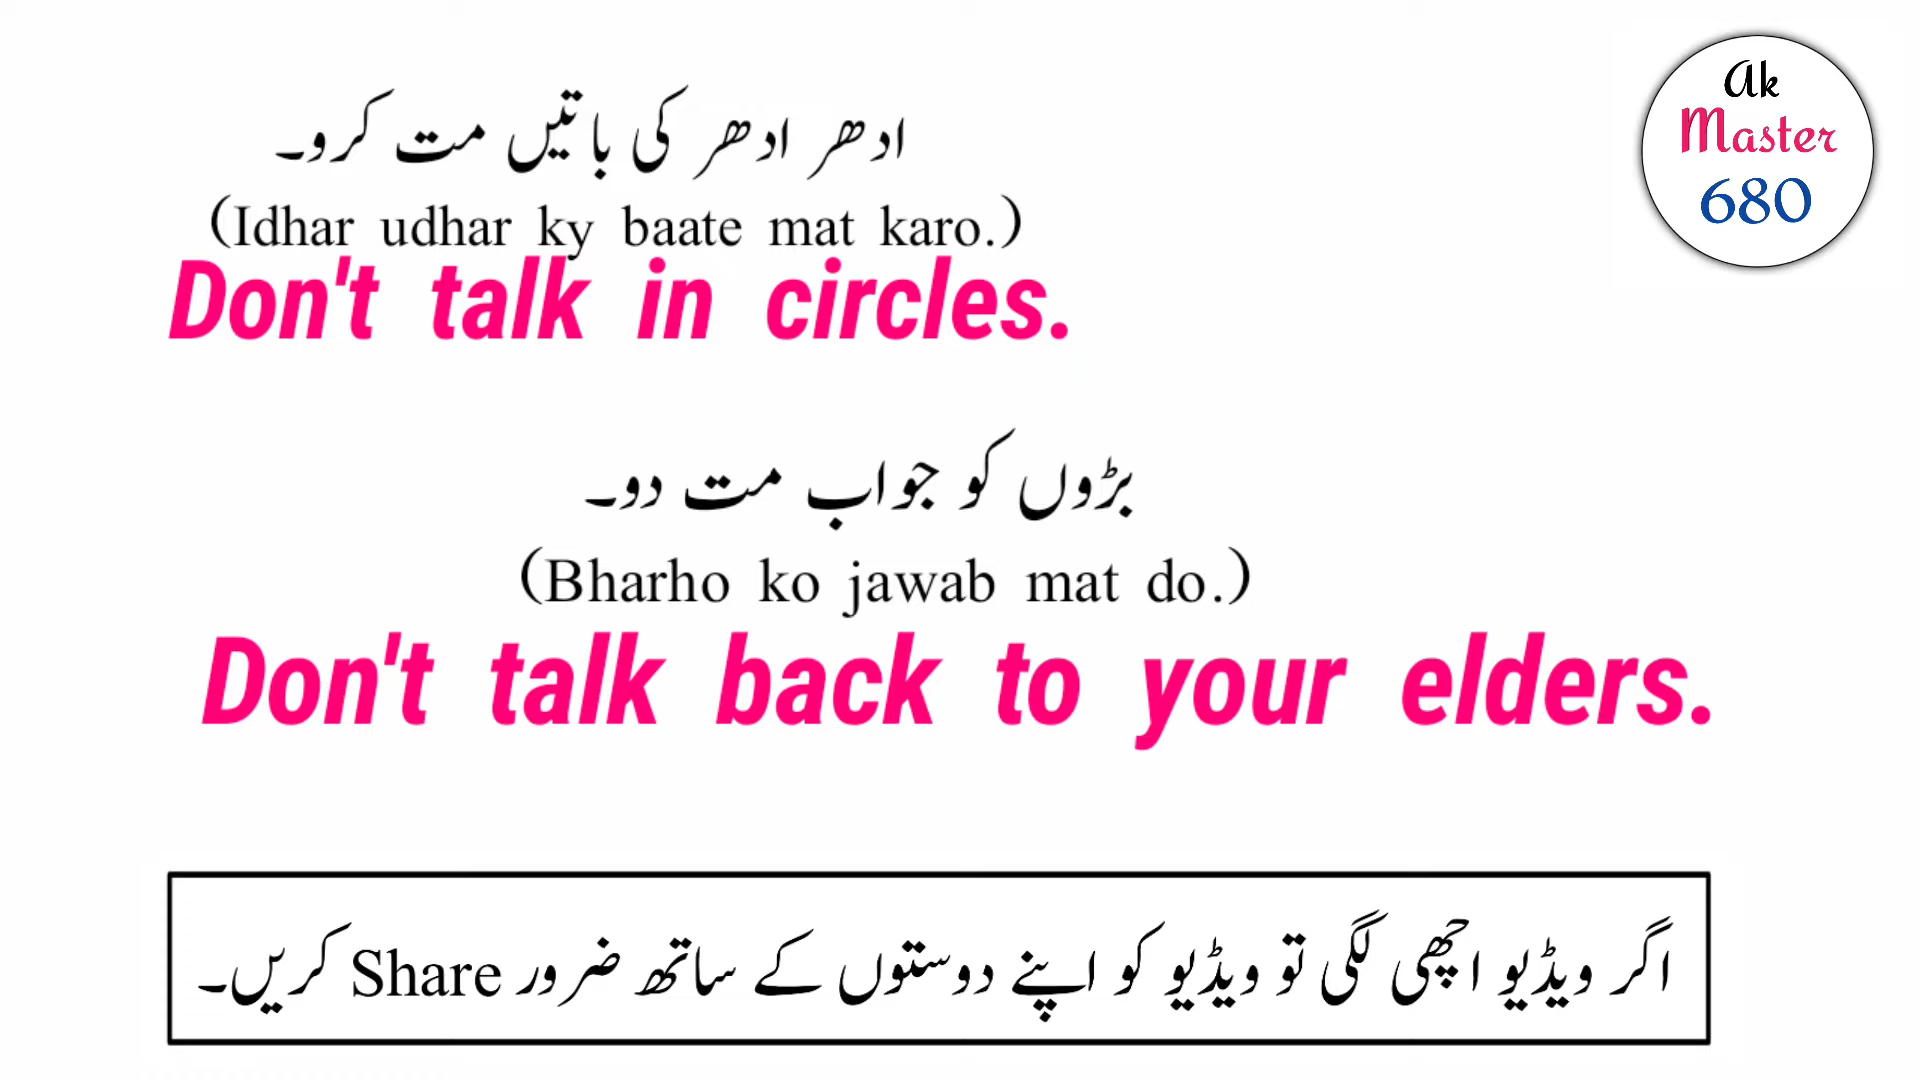 Ak
Master
680
ادھر ادھر کی باتیں مت کرو۔
(Idhar udhar ky baate mat karo.)
Don't talk in circles.
بڑوں کو جواب مت دو۔
(Bharho ko jawab mat do.)
Don't talk back to your elders.
اگر ویڈیو اچھی لگی تو ویڈیو کو اپنے دوستوں کے ساتھ ضرور Share کریں۔